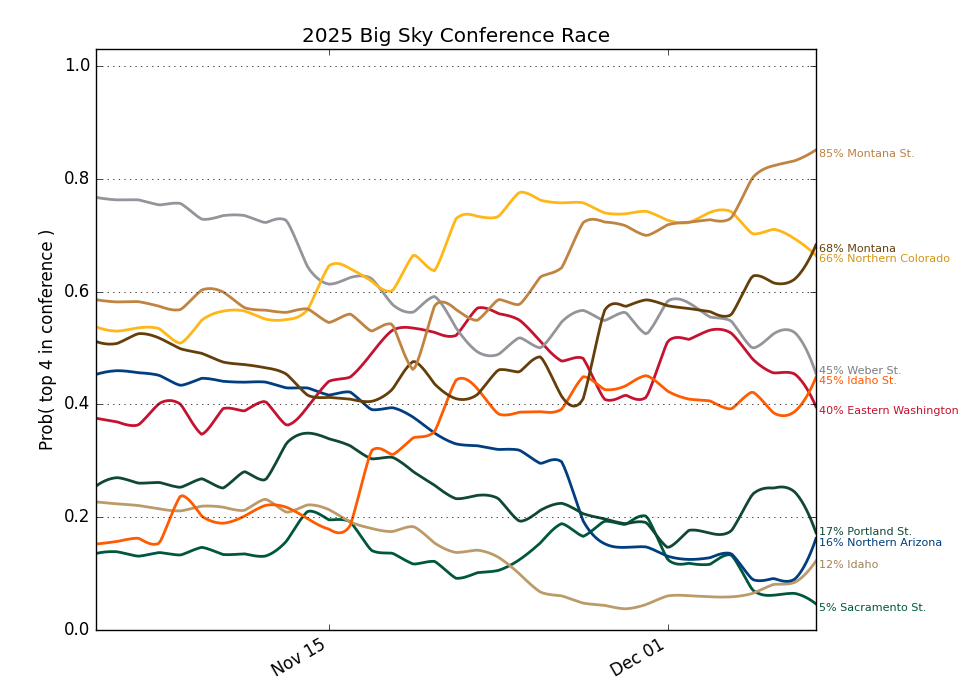 2025 Big Sky Conference Race
Prob( top 4 in conference )
1.0
0.8
0.6
0.4
0.2
0.0
Nov 15
Dec 01
85% Montana St.
68% Montana
66% Northern Colorado
45% Weber St.
45% Idaho St.
40% Eastern Washington
17% Portland St.
16% Northern Arizona
12% Idaho
5% Sacramento St.